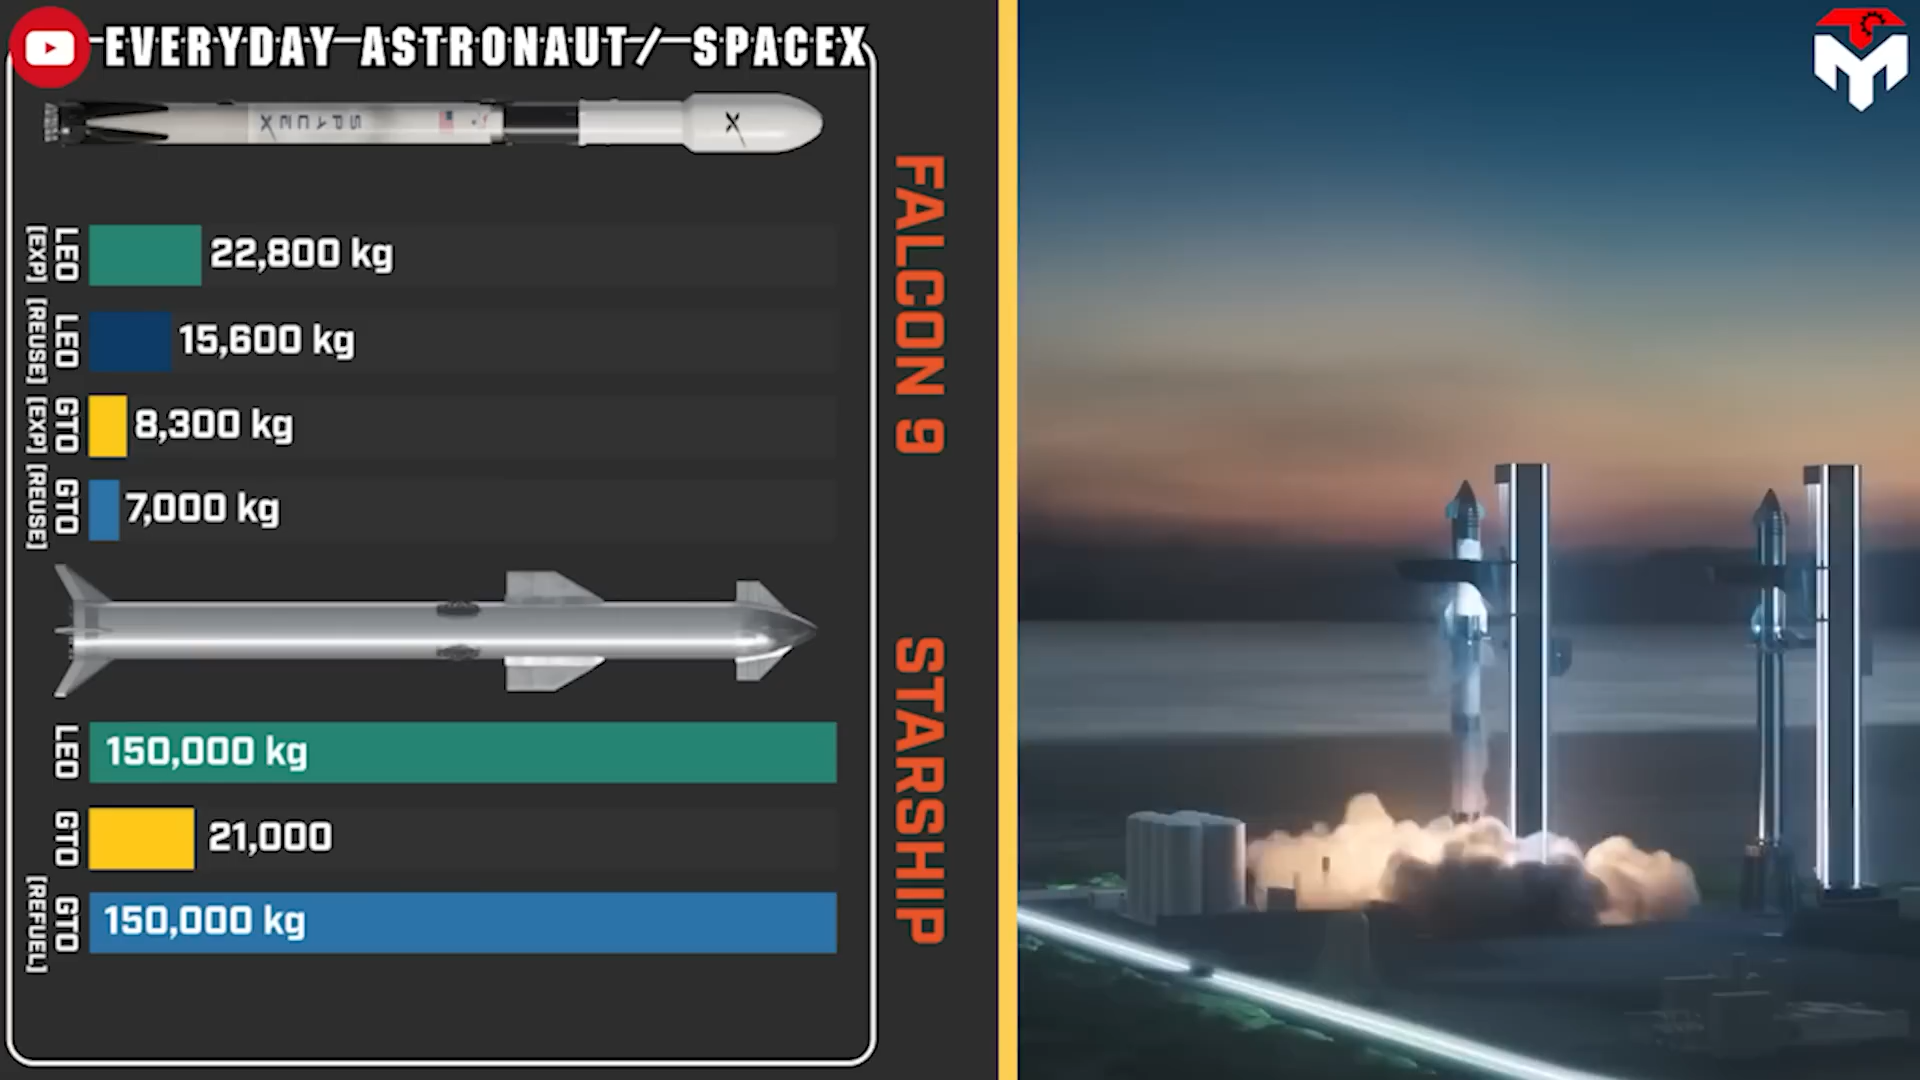 EVERYDAY ASTRONAUT/ SPACEX
SPACEX
X
FALCON 9
LEO [EXP] 22,800 kg
LEO [REUSE] 15,600 kg
GTO [EXP] 8,300 kg
GTO [REUSE] 7,000 kg
STARSHIP
LEO 150,000 kg
GTO 21,000
GTO [REFUEL] 150,000 kg
M